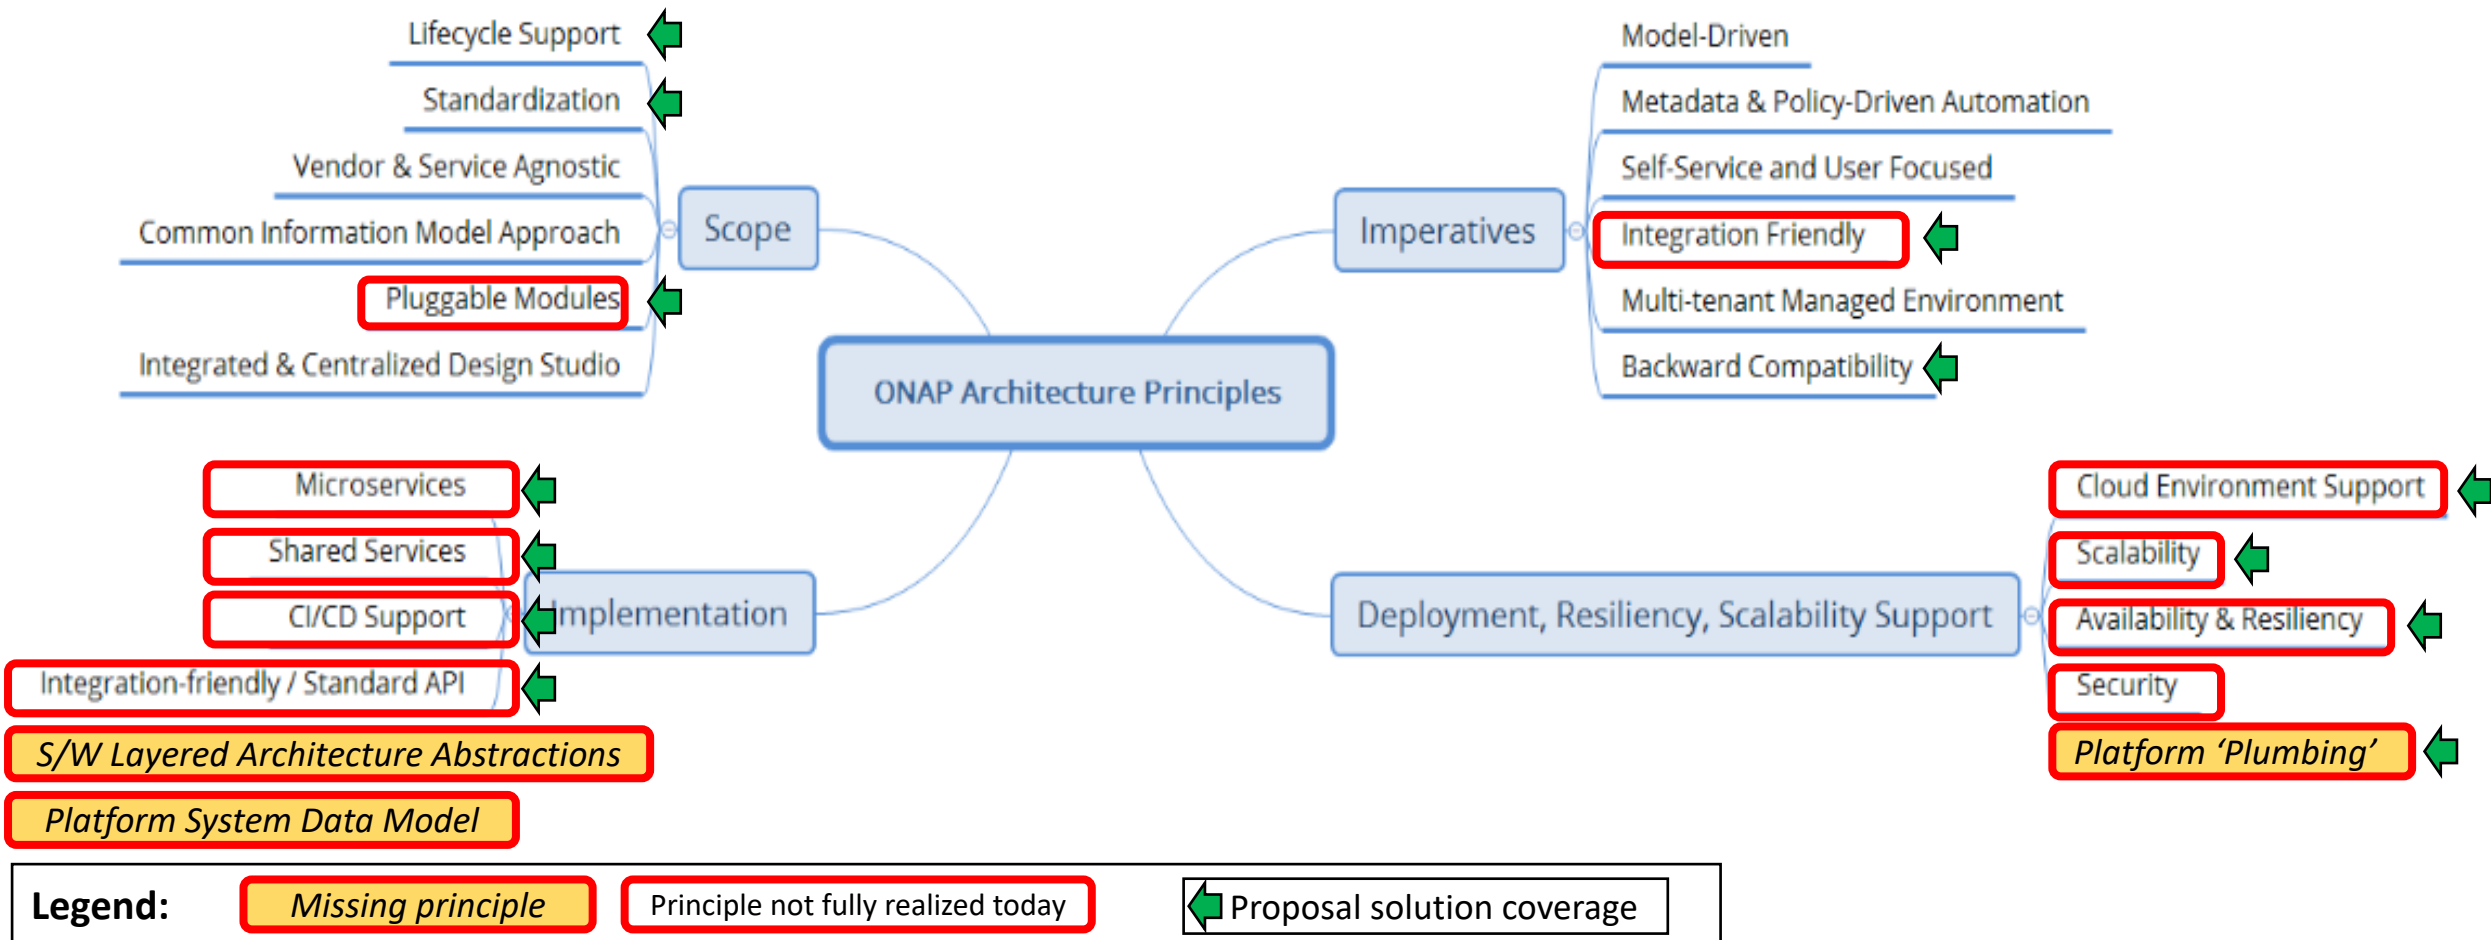 Lifecycle Support
Standardization
Vendor & Service Agnostic
Common Information Model Approach
Pluggable Modules
Integrated & Centralized Design Studio
Scope
Model-Driven
Metadata & Policy-Driven Automation
Self-Service and User Focused
Integration Friendly
Multi-tenant Managed Environment
Backward Compatibility
Imperatives
ONAP Architecture Principles
Microservices
Shared Services
CI/CD Support
Integration-friendly / Standard API
S/W Layered Architecture Abstractions
Platform System Data Model
Implementation
Deployment, Resiliency, Scalability Support
Cloud Environment Support
Scalability
Availability & Resiliency
Security
Platform ‘Plumbing’
Legend:
Missing principle
Principle not fully realized today
Proposal solution coverage